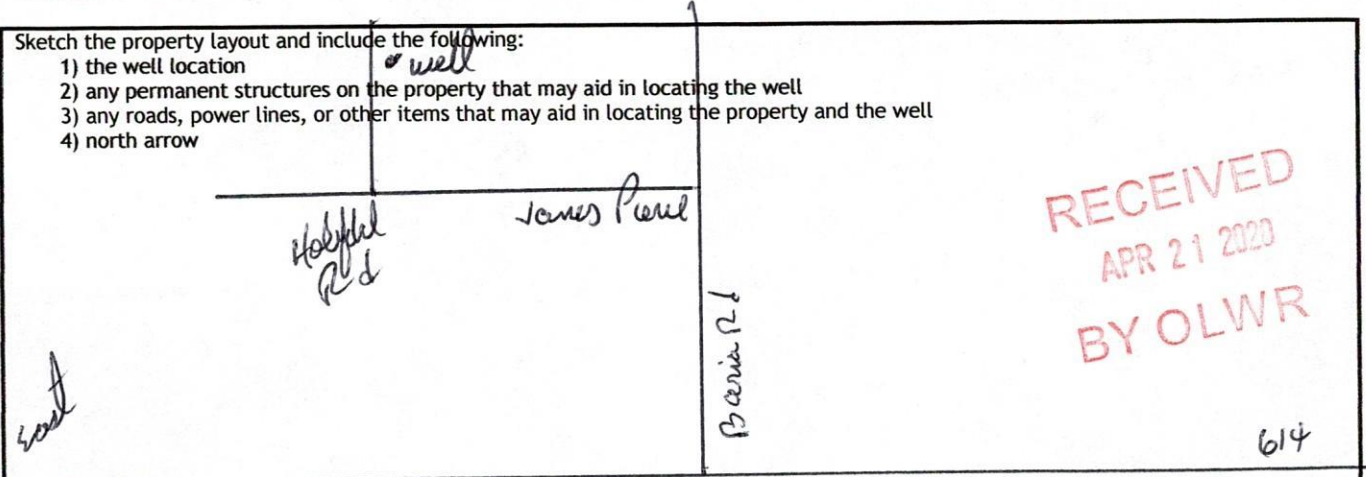 Sketch the property layout and include the following:
1) the well location
well
2) any permanent structures on the property that may aid in locating the well
3) any roads, power lines, or other items that may aid in locating the property and the well
4) north arrow
James
Rd
RECEIVED
APR 21 2020
BY OLWR
Rd
East
614